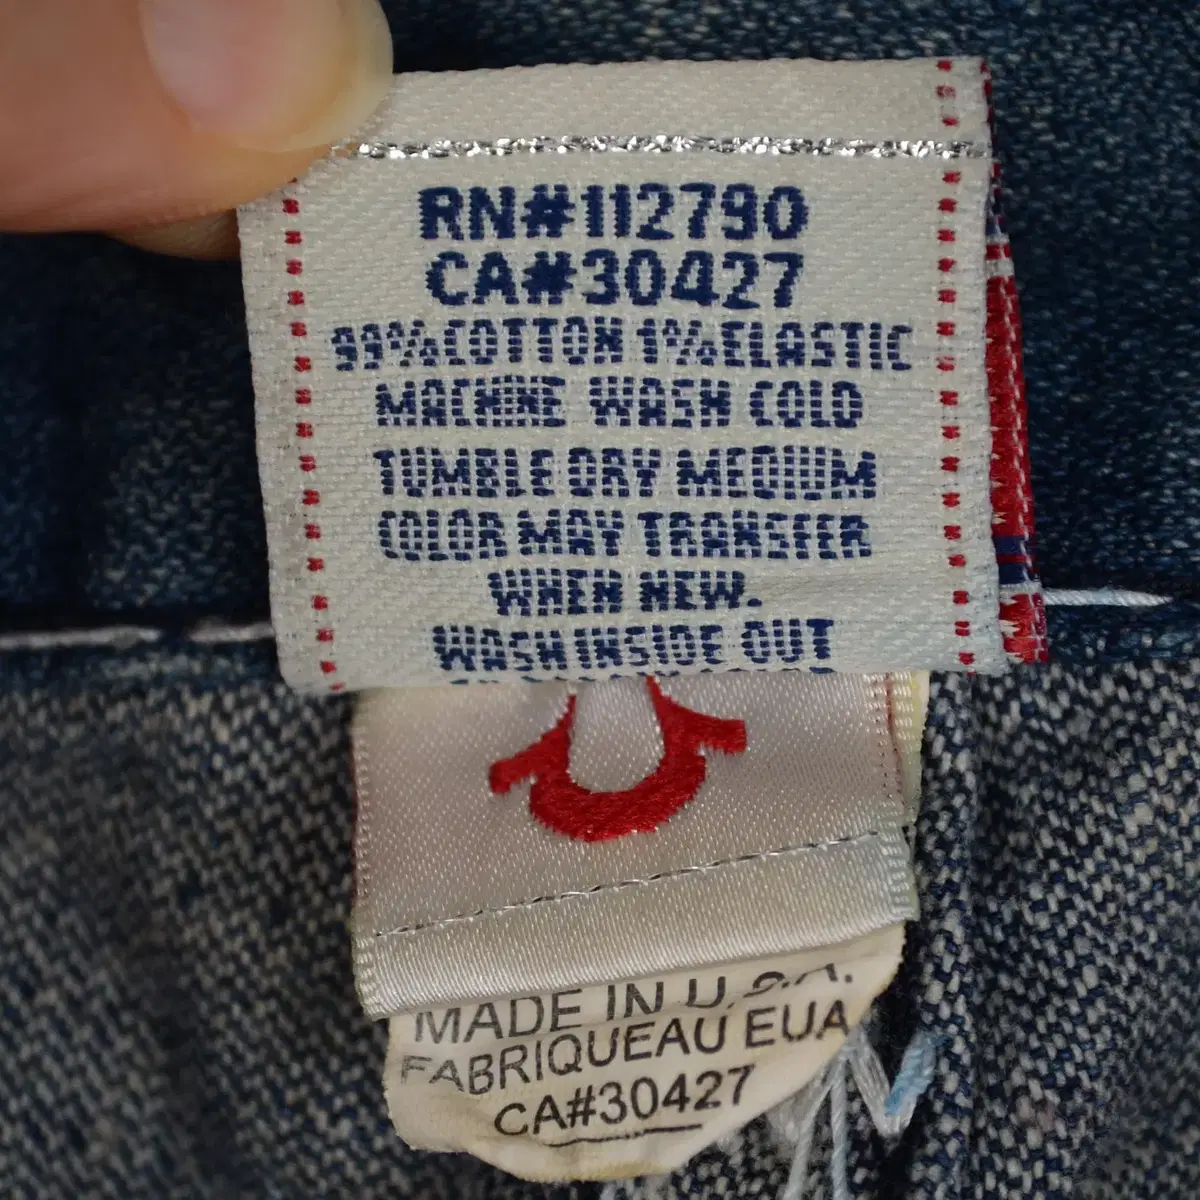 RN#112790
CA#30427
99%COTTON 1%ELASTIC
MACHINE WASH COLD
TUMBLE DRY MEDIUM
COLOR MAY TRANSFER
WHEN NEW.
WASH INSIDE OUT
MADE IN U.S.A.
FABRIQUEAU EUA
CA#30427